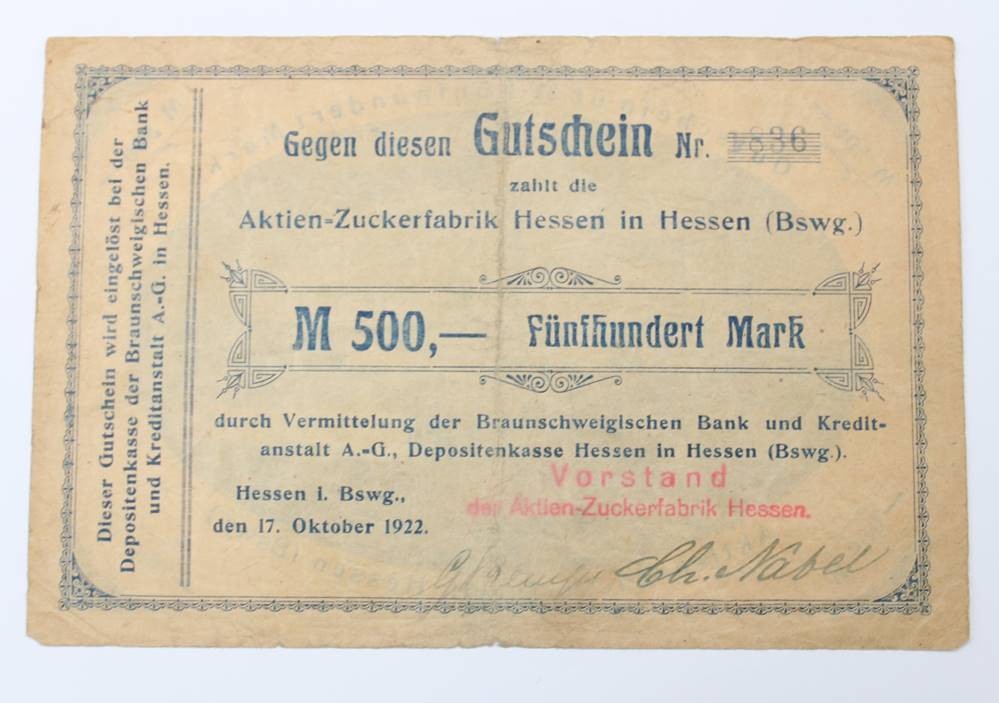 Dieser Gutschein wird eingelöst bei der
Depositenkasse der Braunschweigischen Bank
und Kreditanstalt A.-G. in Hessen.
Gegen diesen Gutschein Nr.
zahlt die
Aktien-Zuckerfabrik Hessen in Hessen (Bswg.)
M 500,— Fünfhundert Mark
durch Vermittelung der Braunschweigischen Bank und Kredit-
anstalt A.-G., Depositenkasse Hessen in Hessen (Bswg.).
Vorstand
der Aktien-Zuckerfabrik Hessen.
Hessen i. Bswg.,
den 17. Oktober 1922.
Ch. Nabel